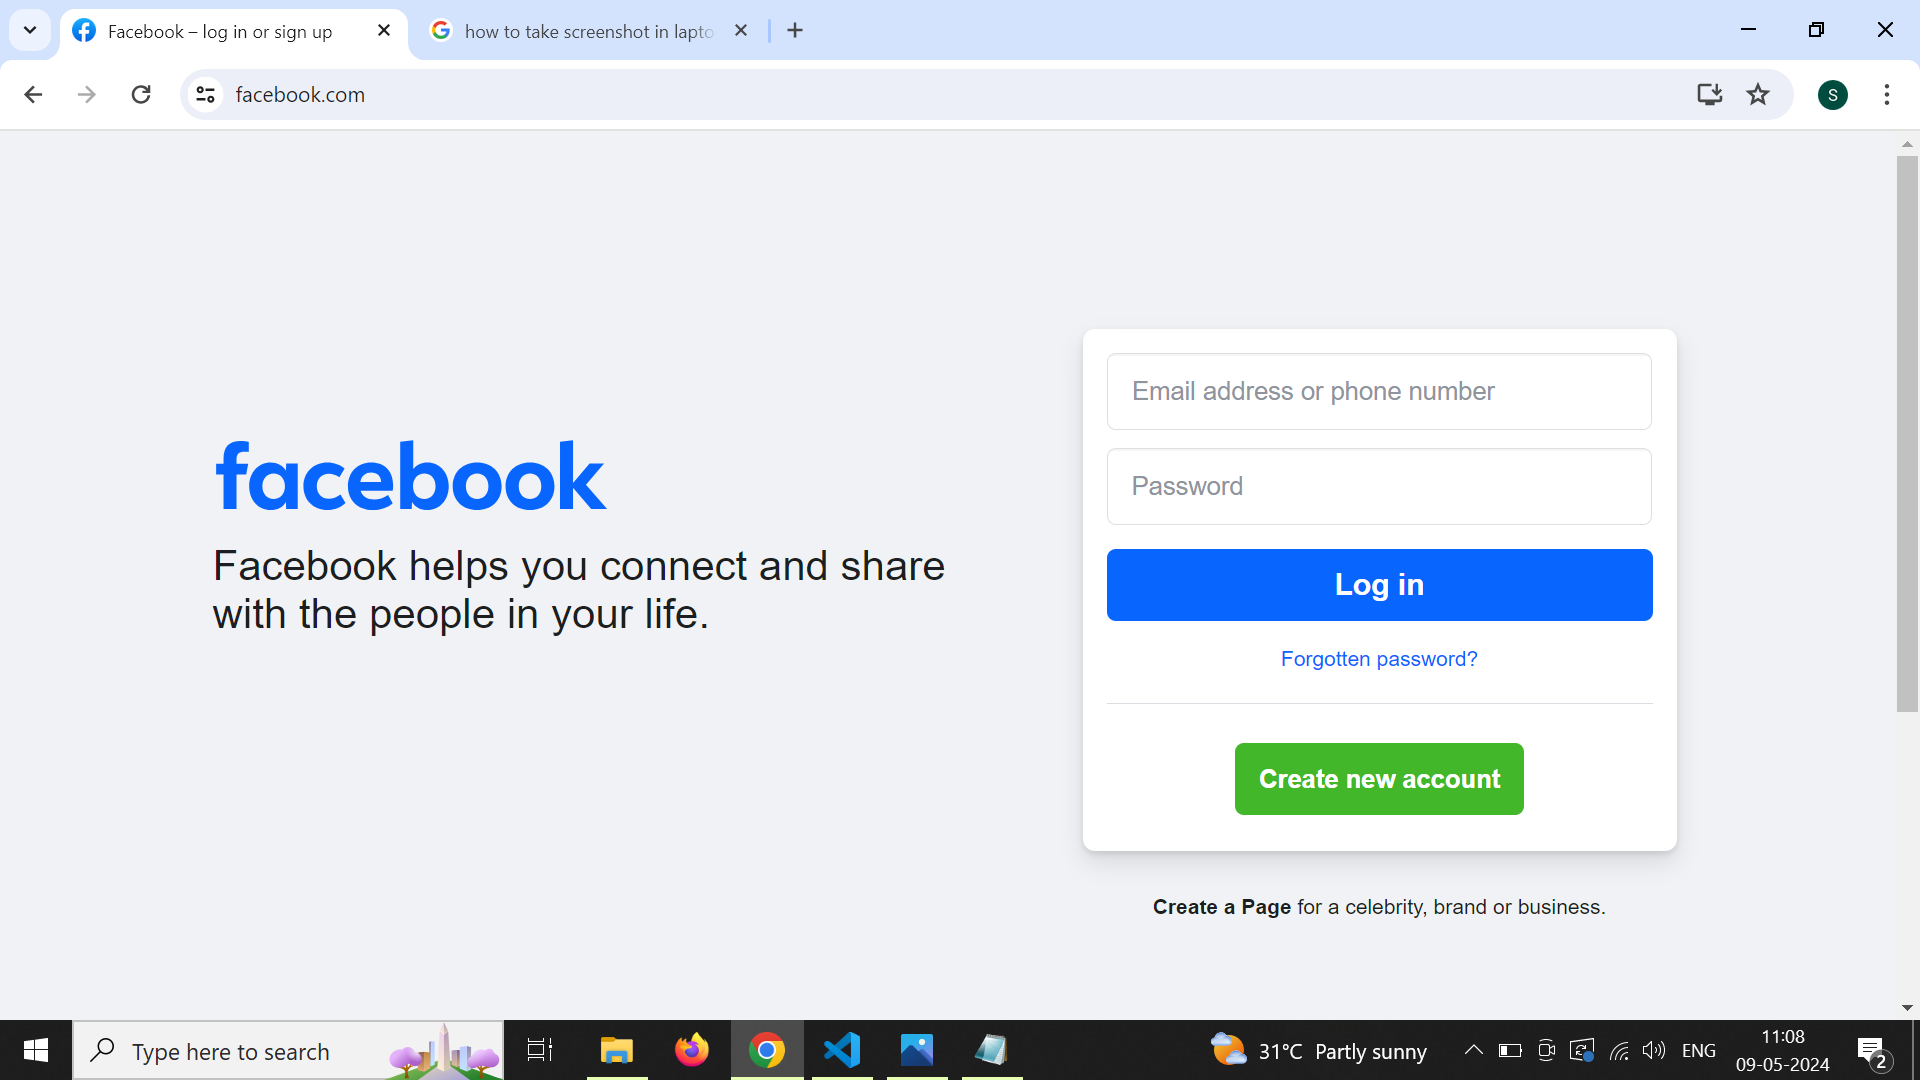 Facebook – log in or sign up
how to take screenshot in lapto
facebook.com
S
facebook
Facebook helps you connect and share
with the people in your life.
Email address or phone number
Password
Log in
Forgotten password?
Create new account
Create a Page for a celebrity, brand or business.
Type here to search
31°C Partly sunny
ENG
11:08
09-05-2024
2